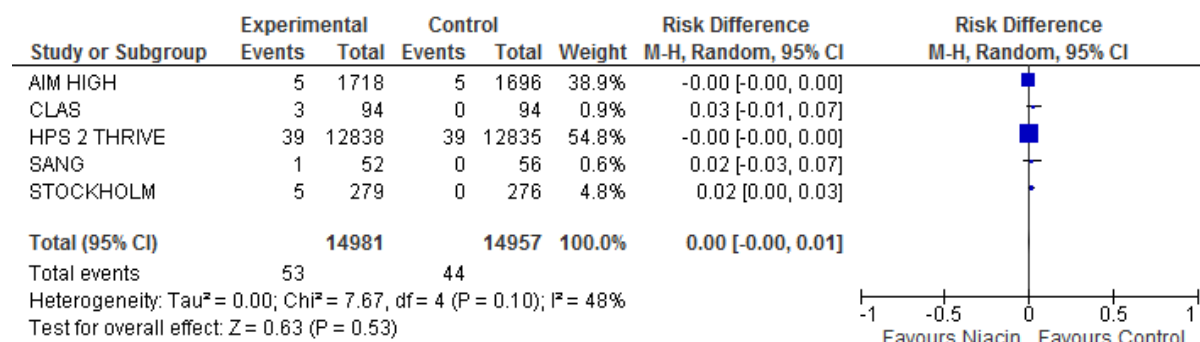 Experimental Control Risk Difference Risk Difference
Study or Subgroup Events Total Events Total Weight M-H, Random, 95% CI M-H, Random, 95% CI
AIM HIGH 5 1718 5 1696 38.9% -0.00 [-0.00, 0.00]
CLAS 3 94 0 94 0.9% 0.03 [-0.01, 0.07]
HPS 2 THRIVE 39 12838 39 12835 54.8% -0.00 [-0.00, 0.00]
SANG 1 52 0 56 0.6% 0.02 [-0.03, 0.07]
STOCKHOLM 5 279 0 276 4.8% 0.02 [0.00, 0.03]
Total (95% CI) 14981 14957 100.0% 0.00 [-0.00, 0.01]
Total events 53 44
Heterogeneity: Tau² = 0.00; Chi² = 7.67, df = 4 (P = 0.10); I² = 48%
Test for overall effect: Z = 0.63 (P = 0.53)
-1 -0.5 0 0.5 1
Favours Niacin Favours Control